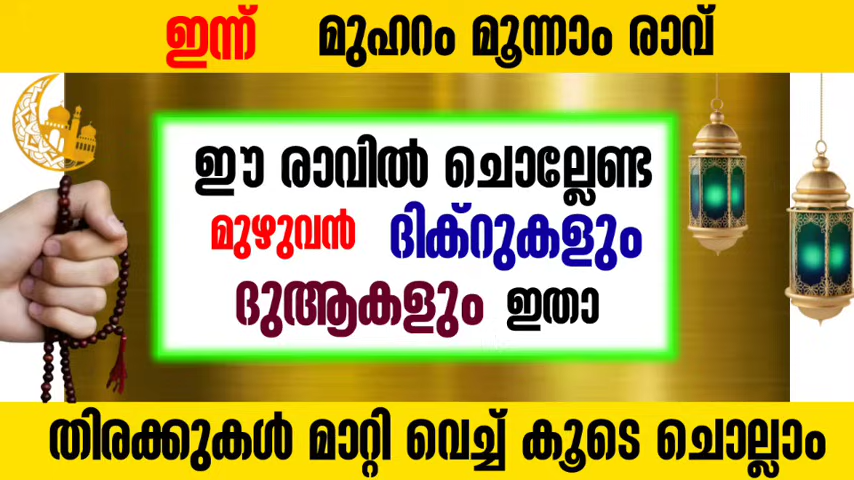 ഇന്ന് മുഹറം മൂന്നാം രാവ്
ഈ രാവിൽ ചൊല്ലേണ്ട
മുഴുവൻ ദിക്റുകളും
ദുആകളും ഇതാ
തിരക്കുകൾ മാറ്റി വെച്ച് കൂടെ ചൊല്ലാം